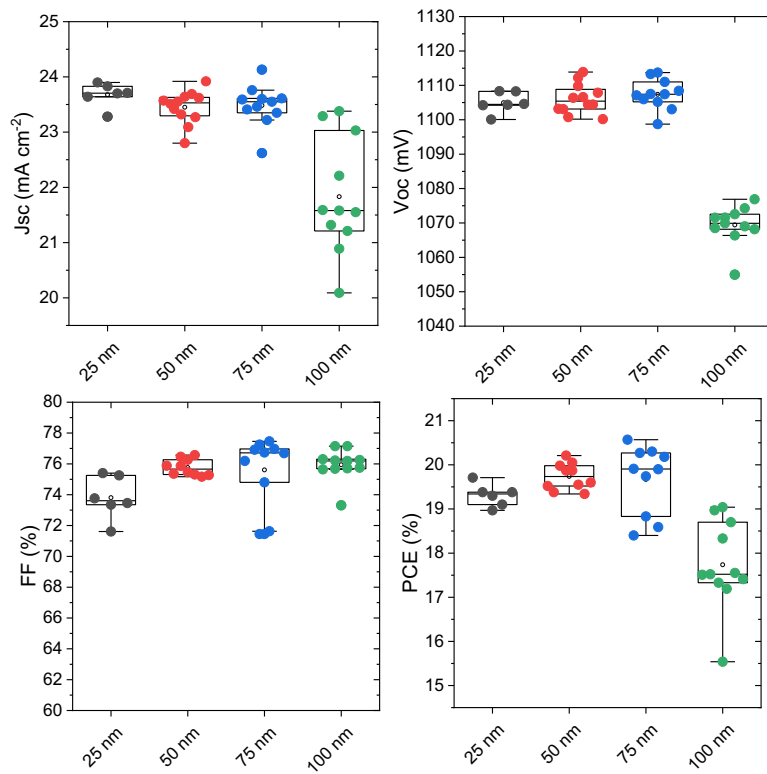 Jsc (mA cm-2)
25
24
23
22
21
20
25 nm
50 nm
75 nm
100 nm
Voc (mV)
1130
1120
1110
1100
1090
1080
1070
1060
1050
1040
25 nm
50 nm
75 nm
100 nm
FF (%)
80
78
76
74
72
70
68
66
64
62
60
25 nm
50 nm
75 nm
100 nm
PCE (%)
21
20
19
18
17
16
15
25 nm
50 nm
75 nm
100 nm